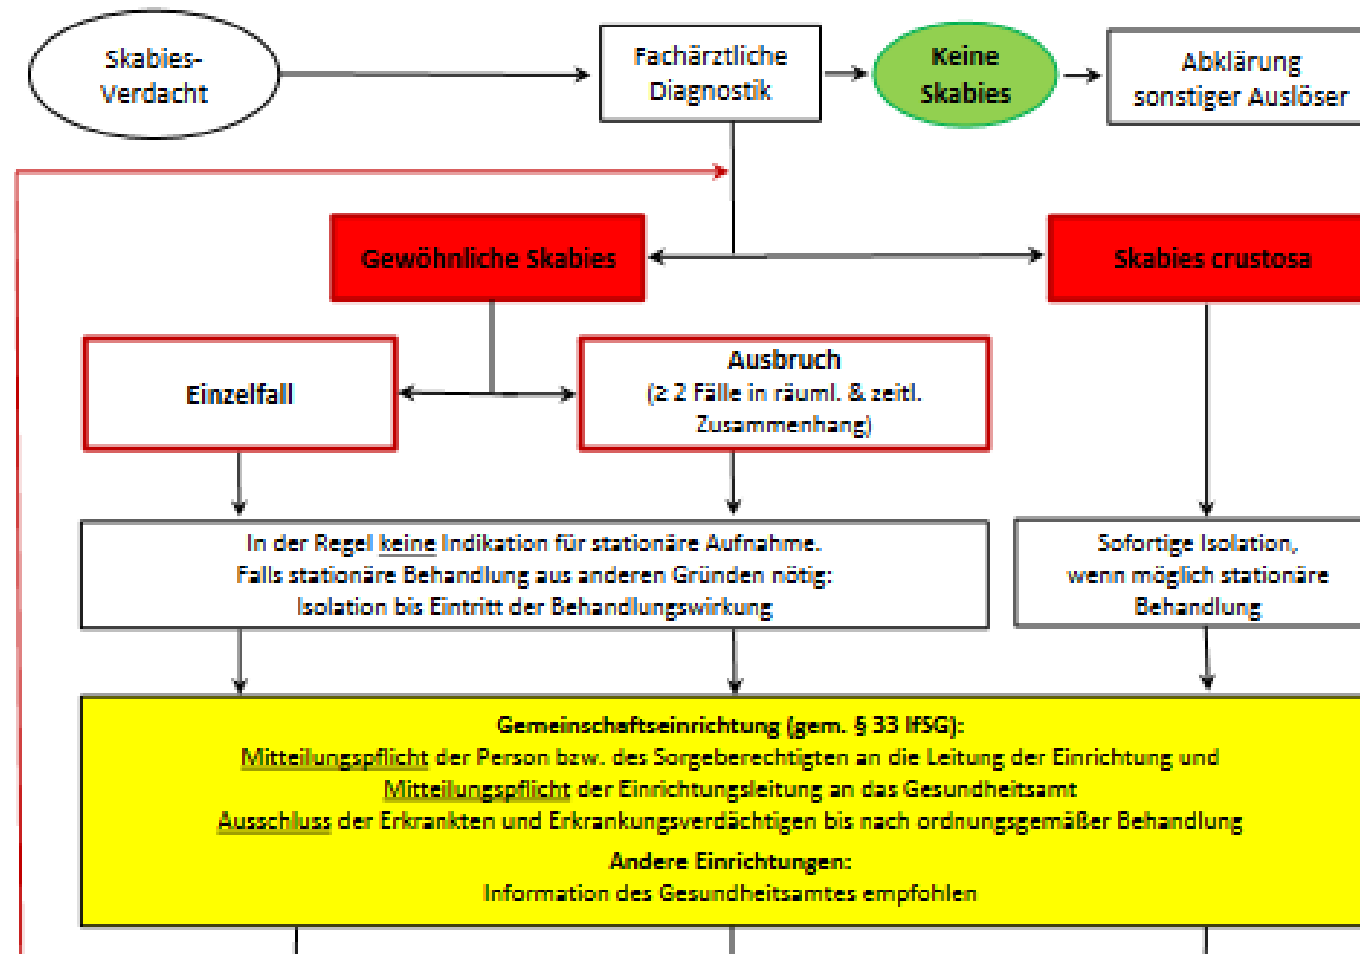 Skabies-
Verdacht
Fachärztliche
Diagnostik
Keine
Skabies
Abklärung
sonstiger Auslöser
Gewöhnliche Skabies
Skabies crustosa
Einzelfall
Ausbruch
(≥ 2 Fälle in räuml. & zeitl.
Zusammenhang)
In der Regel keine Indikation für stationäre Aufnahme.
Falls stationäre Behandlung aus anderen Gründen nötig:
Isolation bis Eintritt der Behandlungswirkung
Sofortige Isolation,
wenn möglich stationäre
Behandlung
Gemeinschaftseinrichtung (gem. § 33 IfSG):
Mitteilungspflicht der Person bzw. des Sorgeberechtigten an die Leitung der Einrichtung und
Mitteilungspflicht der Einrichtungsleitung an das Gesundheitsamt
Ausschluss der Erkrankten und Erkrankungsverdächtigen bis nach ordnungsgemäßer Behandlung
Andere Einrichtungen:
Information des Gesundheitsamtes empfohlen